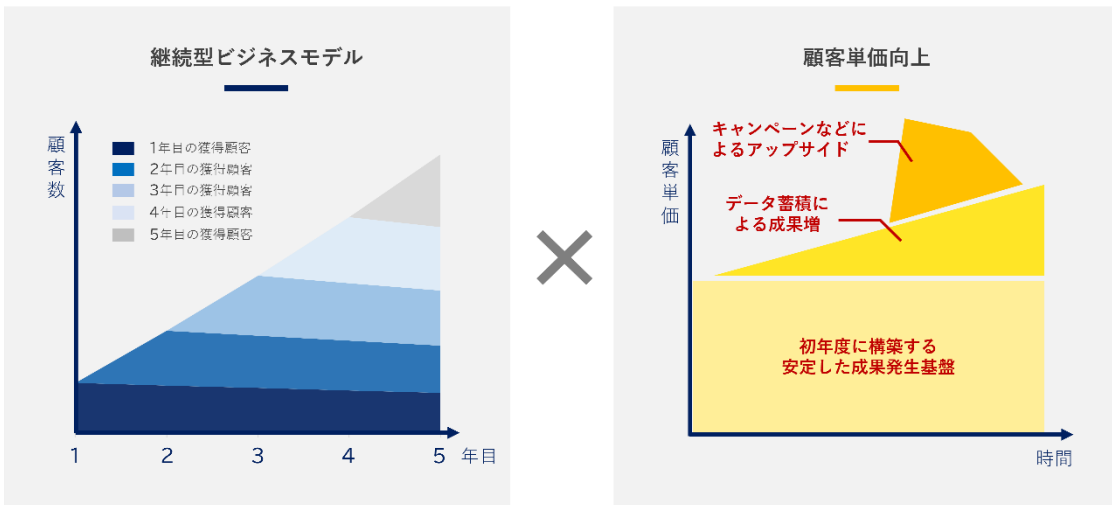 継続型ビジネスモデル
顧客数
1年目の獲得顧客
2年目の獲得顧客
3年目の獲得顧客
4年目の獲得顧客
5年目の獲得顧客
1 2 3 4 5 年目
×
顧客単価向上
顧客単価
キャンペーンなどに
よるアップサイド
データ蓄積に
よる成果増
初年度に構築する
安定した成果発生基盤
時間